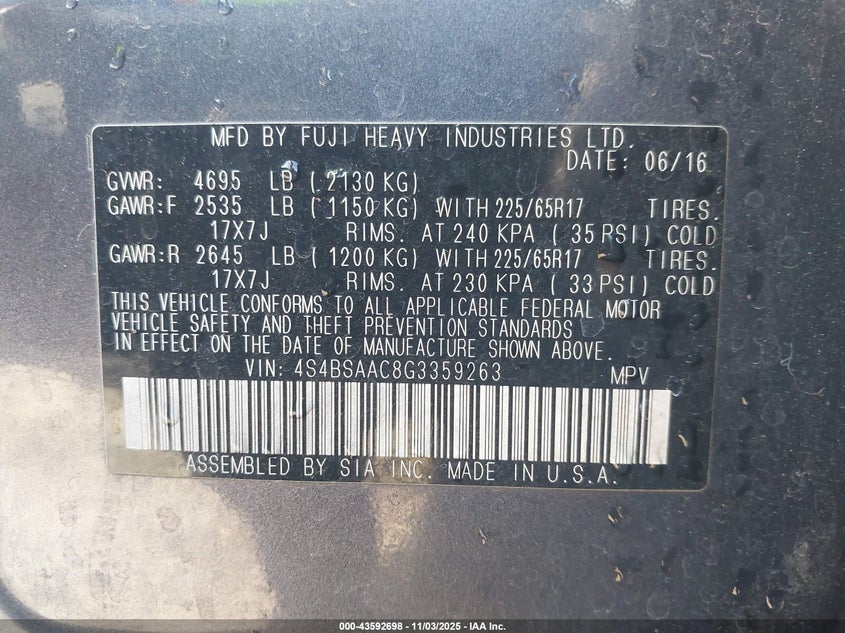 MFD BY FUJI HEAVY INDUSTRIES LTD.
DATE: 06/16
GVWR: 4695 LB ( 2130 KG)
GAWR:F 2535 LB ( 1150 KG) WITH 225/65R17 TIRES.
17X7J RIMS. AT 240 KPA ( 35 PSI) COLD
GAWR:R 2645 LB ( 1200 KG) WITH 225/65R17 TIRES.
17X7J RIMS. AT 230 KPA ( 33 PSI) COLD
THIS VEHICLE CONFORMS TO ALL APPLICABLE FEDERAL MOTOR
VEHICLE SAFETY AND THEFT PREVENTION STANDARDS
IN EFFECT ON THE DATE OF MANUFACTURE SHOWN ABOVE.
VIN: 4S4BSAAC8G3359263 MPV
ASSEMBLED BY SIA INC. MADE IN U.S.A.
000-43592698 - 11/03/2025 - IAA Inc.